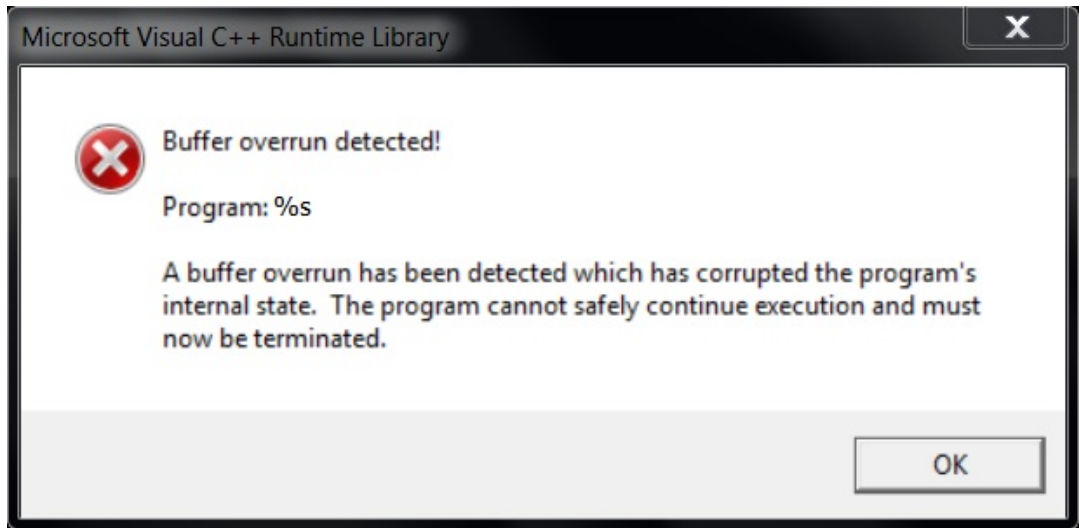 Microsoft Visual C++ Runtime Library
X
Buffer overrun detected!
Program: %s
A buffer overrun has been detected which has corrupted the program's
internal state.  The program cannot safely continue execution and must
now be terminated.
OK